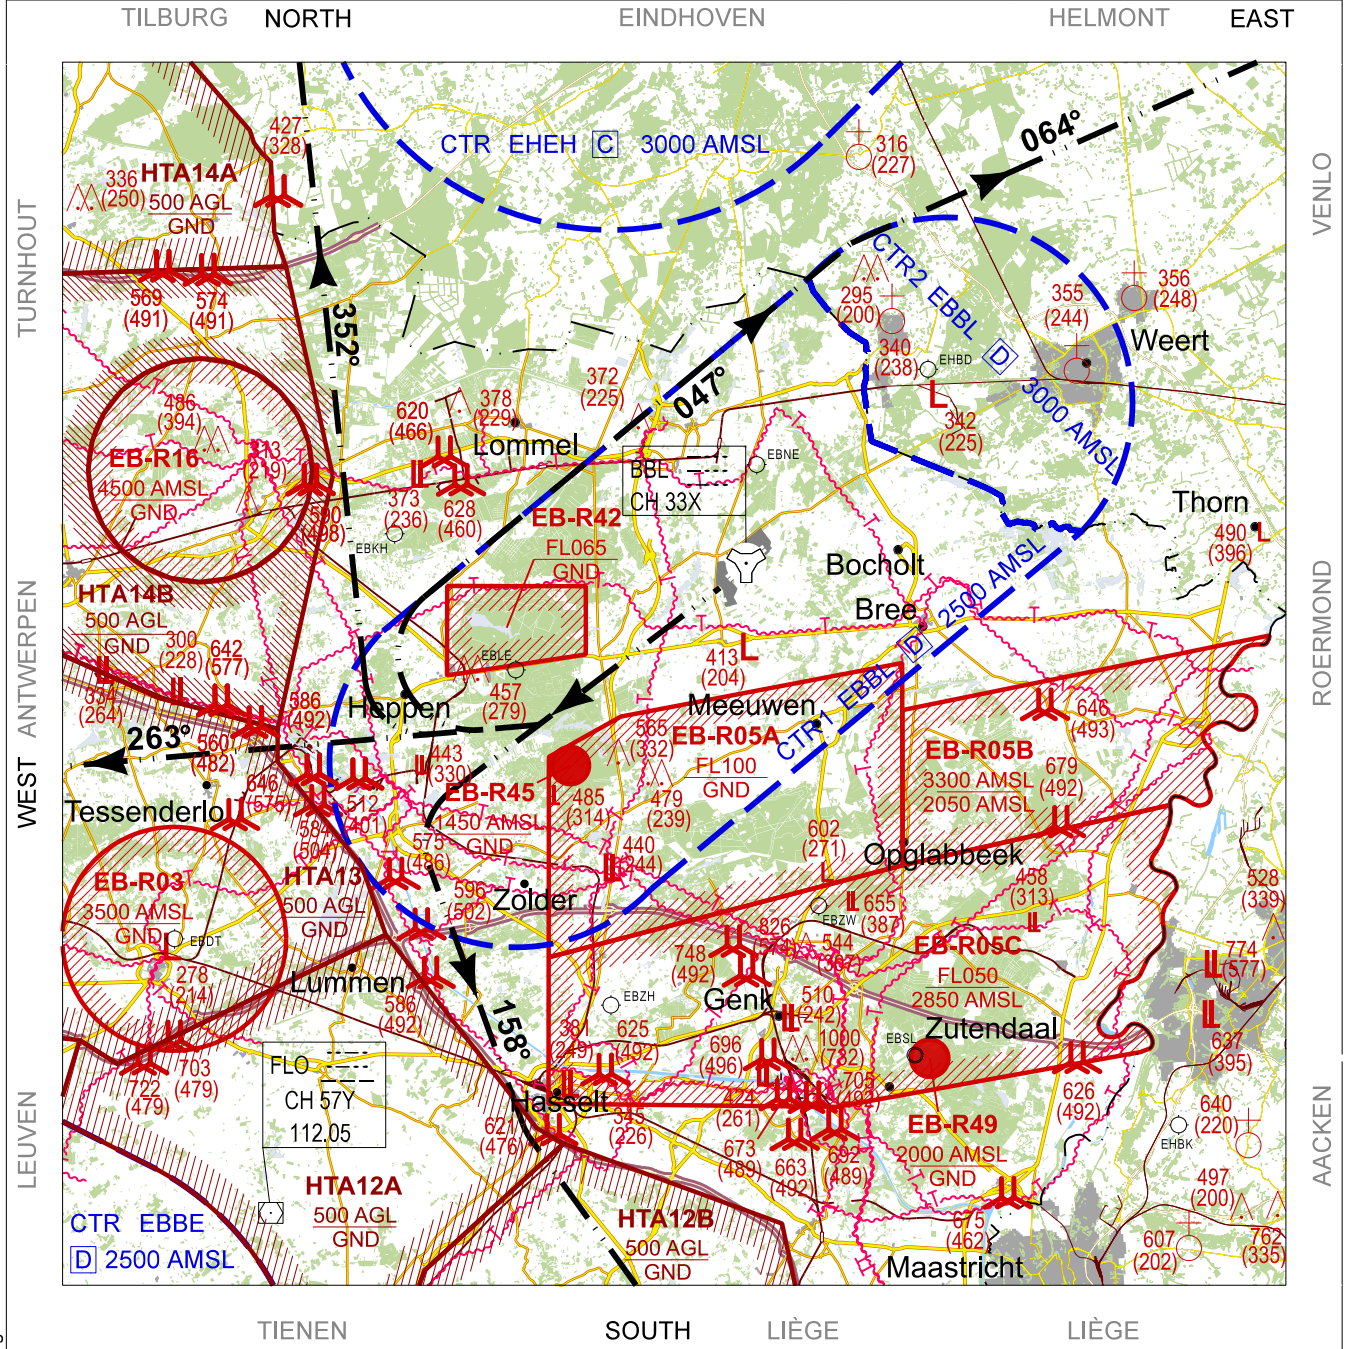 TILBURG NORTH EINDHOVEN HELMONT EAST
TURNHOUT
ANTWERPEN
WEST
LEUVEN
VENLO
ROERMOND
AACKEN
TIENEN SOUTH LIÈGE LIÈGE
CTR EHEH C 3000 AMSL
064°
427
(328)
316
(227)
336
(250)
HTA14A
500 AGL
GND
569
(491)
574
(491)
352°
047°
CTR2 EBBL D 3000 AMSL
295
(200)
340
(238)
355
(244)
356
(248)
Weert
EHBD
342
(225)
372
(225)
378
(229)
620
(466)
Lommel
486
(394)
EB-R16
4500 AMSL
GND
313
(219)
590
(498)
373
(236)
628
(460)
EBKH
BBL
CH 33X
EBNE
EB-R42
FL065
GND
Thorn
490
(396)
Bocholt
Bree
HTA14B
500 AGL
GND
300
(228)
642
(577)
354
(264)
EBLE
457
(279)
413
(204)
CTR1 EBBL D 2500 AMSL
586
(492)
Heppen
Meeuwen
565
(332)
EB-R05A
FL100
GND
646
(493)
EB-R05B
3300 AMSL
2050 AMSL
679
(492)
263°
560
(482)
646
(575)
443
(330)
512
(401)
EB-R45
1450 AMSL
GND
485
(314)
479
(239)
Tessenderlo
584
(504)
575
(486)
440
(344)
602
(271)
Opglabbeek
EB-R03
3500 AMSL
GND
EBDT
HTA13
500 AGL
GND
596
(502)
Zolder
655
(387)
EBZW
458
(313)
528
(339)
278
(214)
Lummen
586
(492)
748
(492)
826
544
EB-R05C
FL050
2850 AMSL
774
(577)
EBZH
Genk
510
(242)
Zutendaal
158°
381
(249)
625
(492)
696
(496)
1000
(732)
EBSL
637
(395)
703
(479)
722
(479)
FLO
CH 57Y
112.05
Hasselt
621
(476)
345
(226)
424
(261)
705
626
(492)
640
(220)
EHBK
673
(489)
663
(492)
692
(489)
EB-R49
2000 AMSL
GND
HTA12A
500 AGL
GND
HTA12B
500 AGL
GND
675
(462)
497
(200)
607
(202)
762
(335)
CTR EBBE
D 2500 AMSL
Maastricht